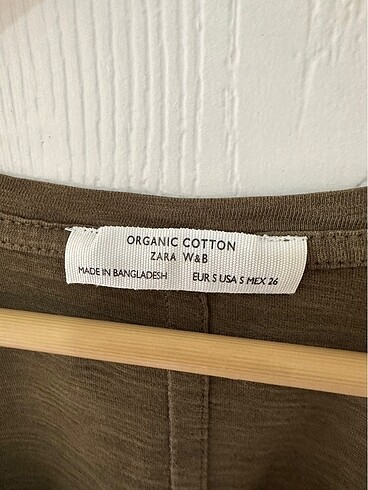 ORGANIC COTTON
ZARA W&B
MADE IN BANGLADESH EUR S USA S MEX 26